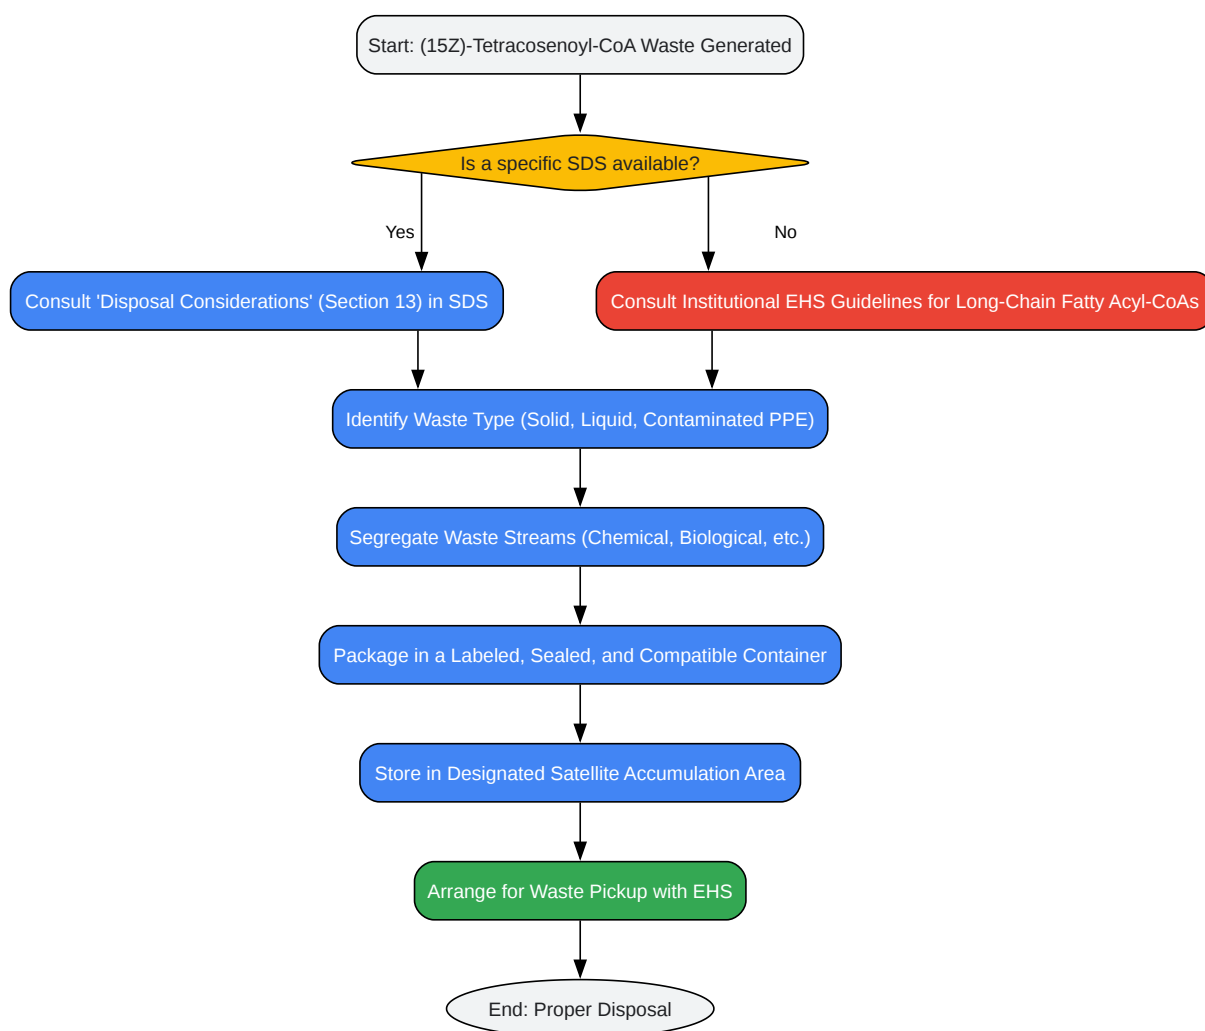 Start: (15Z)-Tetracosenoyl-CoA Waste Generated
Is a specific SDS available?
Yes
No
Consult 'Disposal Considerations' (Section 13) in SDS
Consult Institutional EHS Guidelines for Long-Chain Fatty Acyl-CoAs
Identify Waste Type (Solid, Liquid, Contaminated PPE)
Segregate Waste Streams (Chemical, Biological, etc.)
Package in a Labeled, Sealed, and Compatible Container
Store in Designated Satellite Accumulation Area
Arrange for Waste Pickup with EHS
End: Proper Disposal